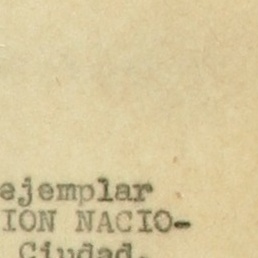 ejemplar
ION NACIO-
Ciudad.